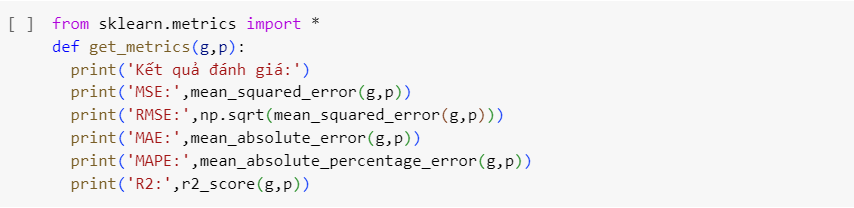 [ ] from sklearn.metrics import *
def get_metrics(g,p):
print('Kết quả đánh giá:')
print('MSE:',mean_squared_error(g,p))
print('RMSE:',np.sqrt(mean_squared_error(g,p)))
print('MAE:',mean_absolute_error(g,p))
print('MAPE:',mean_absolute_percentage_error(g,p))
print('R2:',r2_score(g,p))